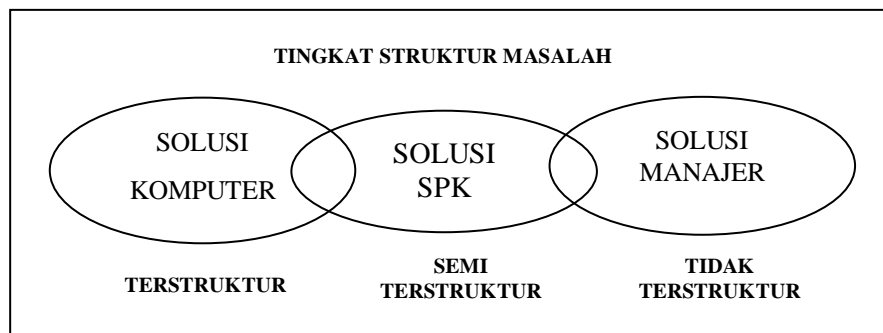 TINGKAT STRUKTUR MASALAH
SOLUSI
KOMPUTER
SOLUSI
SPK
SOLUSI
MANAJER
TERSTRUKTUR
SEMI
TERSTRUKTUR
TIDAK
TERSTRUKTUR